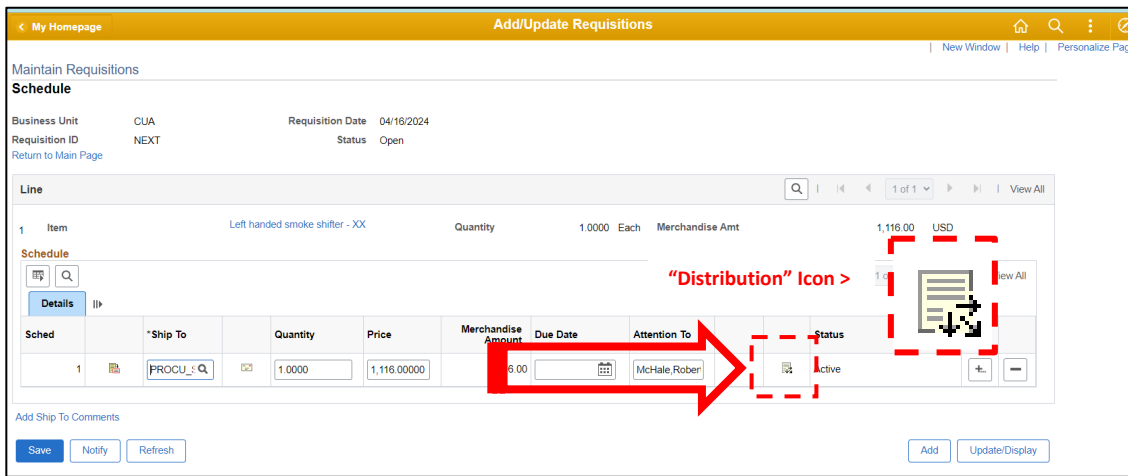 My Homepage
Add/Update Requisitions
| New Window | Help | Personalize Pag
Maintain Requisitions
Schedule
Business Unit CUA Requisition Date 04/16/2024
Requisition ID NEXT Status Open
Return to Main Page
Line 1 of 1 View All
1 Item Left handed smoke shifter - XX Quantity 1.0000 Each Merchandise Amt 1,116.00 USD
Schedule
"Distribution" Icon > 1 o iew All
Details
Sched *Ship To Quantity Price Merchandise Amount Due Date Attention To Status
1 PROCU_S 1.0000 1,116.00000 6.00 McHale,Rober Active
Add Ship To Comments
Save Notify Refresh Add Update/Display